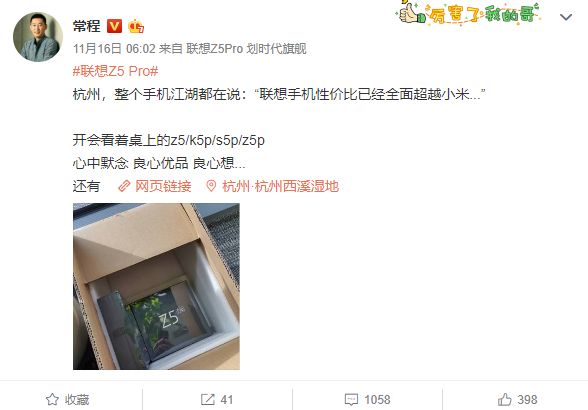 厉害了我的哥
常程
11月16日 06:02 来自 联想Z5Pro 划时代旗舰
#联想Z5 Pro#
杭州，整个手机江湖都在说：“联想手机性价比已经全面超越小米...”
开会看着桌上的z5/k5p/s5p/z5p
心中默念 良心优品 良心想...
还有 网页链接 杭州·杭州西溪湿地
Z5
收藏 41 1058 398